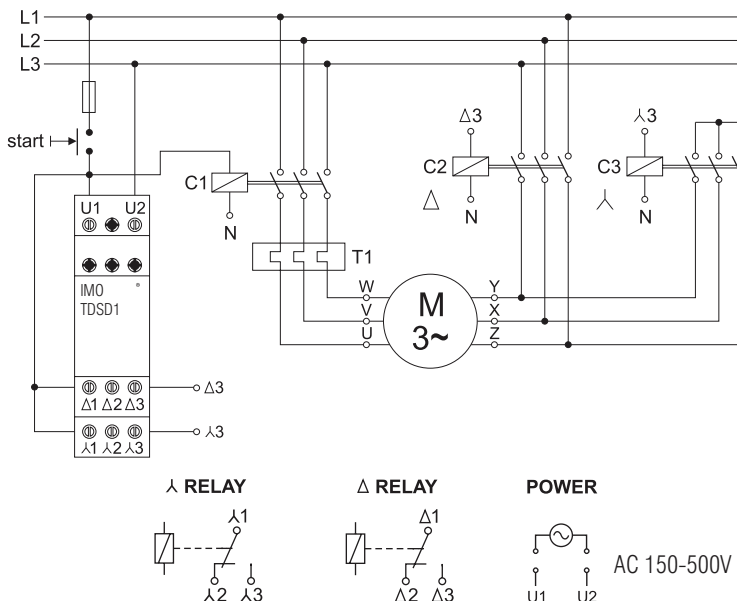 L1
L2
L3
start
Δ3
⅄3
C1
C2
C3
Δ
⅄
N
N
N
U1 U2
T1
IMO
TDSD1
W
V
U
M
3~
Y
X
Z
Δ1 Δ2 Δ3
Δ3
⅄1 ⅄2 ⅄3
⅄3
⅄ RELAY
Δ RELAY
POWER
⅄1
⅄2 ⅄3
Δ1
Δ2 Δ3
AC 150-500V
U1 U2